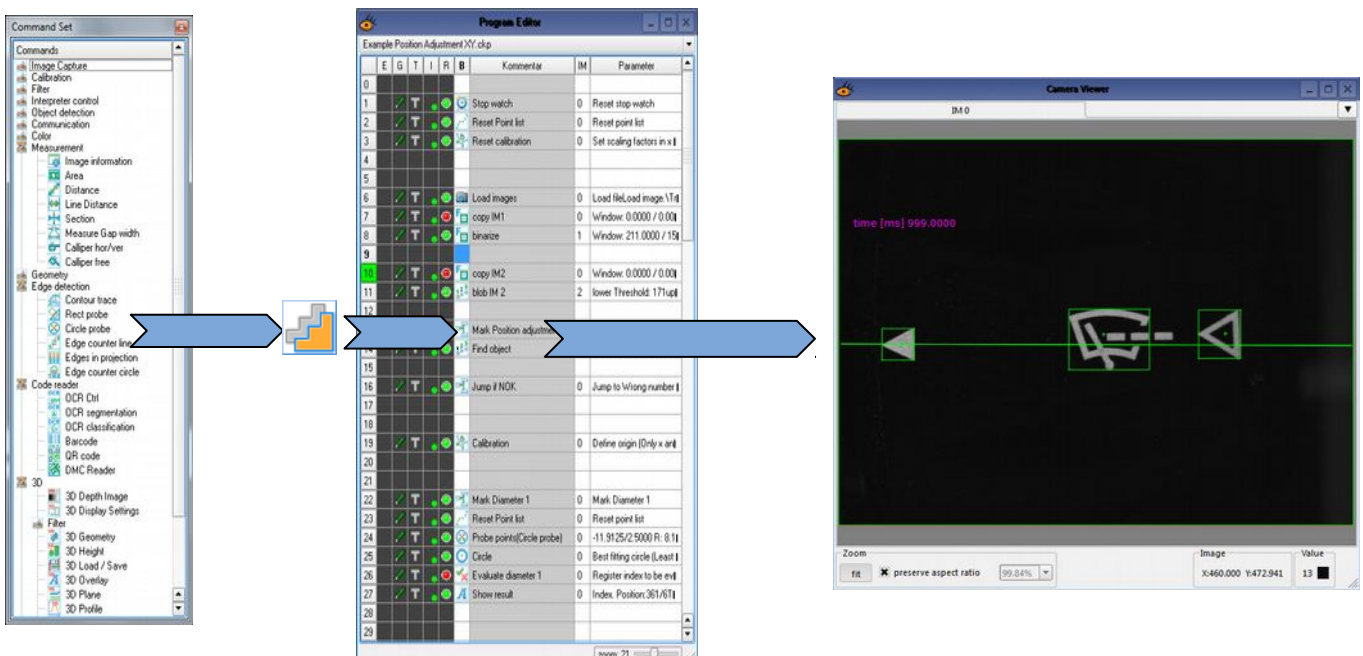 Command Set
Commands
Image Capture
Calibration
Filter
Interpreter control
Object detection
Communication
Color
Measurement
Image information
Area
Distance
Line Distance
Section
Measure Gap width
Calliper hor/ver
Calliper free
Geometry
Edge detection
Contour trace
Rect probe
Circle probe
Edge counter line
Edges in projection
Edge counter circle
Code reader
OCR Ctrl
OCR segmentation
OCR classification
Barcode
QR code
DMC Reader
3D
3D Depth Image
3D Display Settings
Filter
3D Geometry
3D Height
3D Load / Save
3D Overlay
3D Plane
3D Profile
Program Editor
Example Position Adjustment XY.ckp
E G T I R B Kommentar IM Parameter
0
1 T Stop watch 0 Reset stop watch
2 T Reset Point list 0 Reset point list
3 T Reset calibration 0 Set scaling factors in x
4
5
6 T Load images 0 Load fileLoad image.\
7 T copy IM1 0 Window: 0.0000 / 0.00
8 T binarize 1 Window: 211.0000 / 15
9
10 T copy IM2 0 Window: 0.0000 / 0.00
11 T blob IM 2 2 lower Threshold: 171up
12
Mark Position
14 T Find object
15
16 T Jump if NOK 0 Jump to Wrong number
17
18
19 T Calibration 0 Define origin (Only x an
20
21
22 T Mark Diameter 1 0 Mark Diameter 1
23 T Reset Point list 0 Reset point list
24 T Probe points(Circle probe) 0 -11.9125/2.5000 R: 8.1
25 T Circle 0 Best fitting circle (Least
26 T Evaluate diameter 1 0 Register index to be ev
27 T Show result 0 Index. Position:361/6
28
29
zoom: 21
Camera Viewer
IM 0
time [ms] 999.0000
Zoom
fit preserve aspect ratio 99.84%
Image
X:460.000 Y:472.941
Value
13